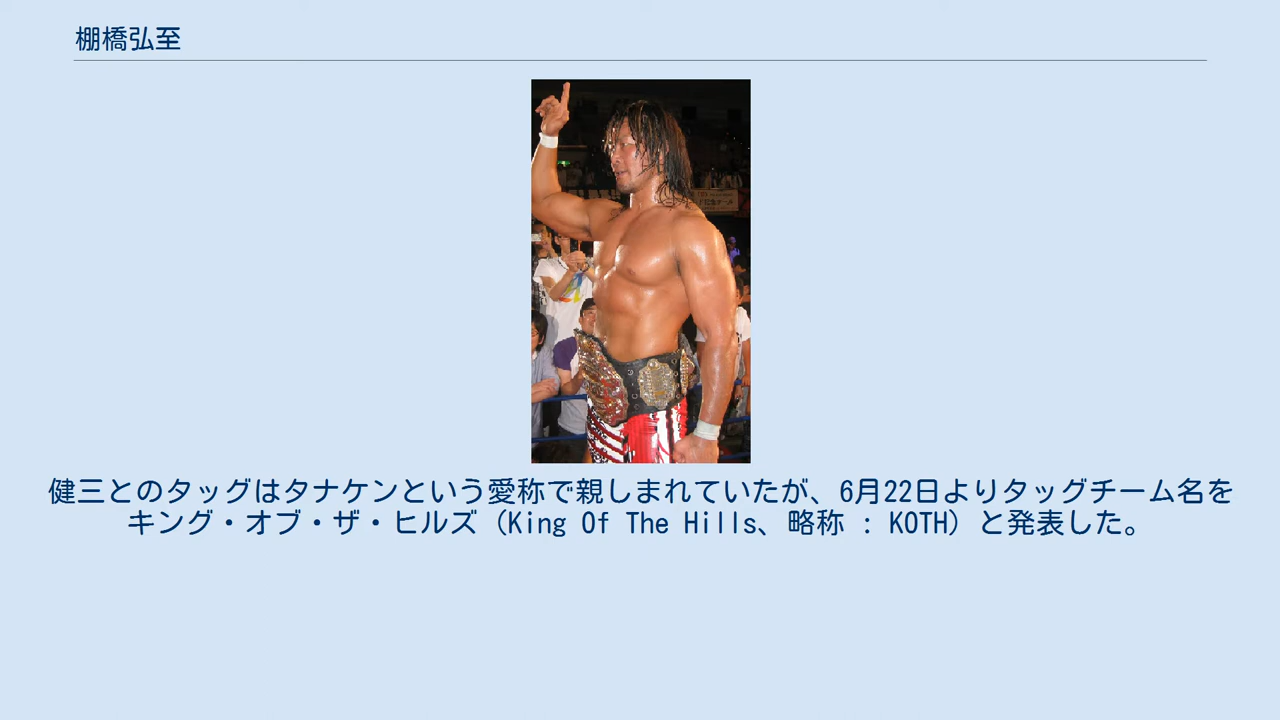 棚橋弘至
健三とのタッグはタナケンという愛称で親しまれていたが、6月22日よりタッグチーム名を
キング・オブ・ザ・ヒルズ（King Of The Hills、略称 : KOTH）と発表した。